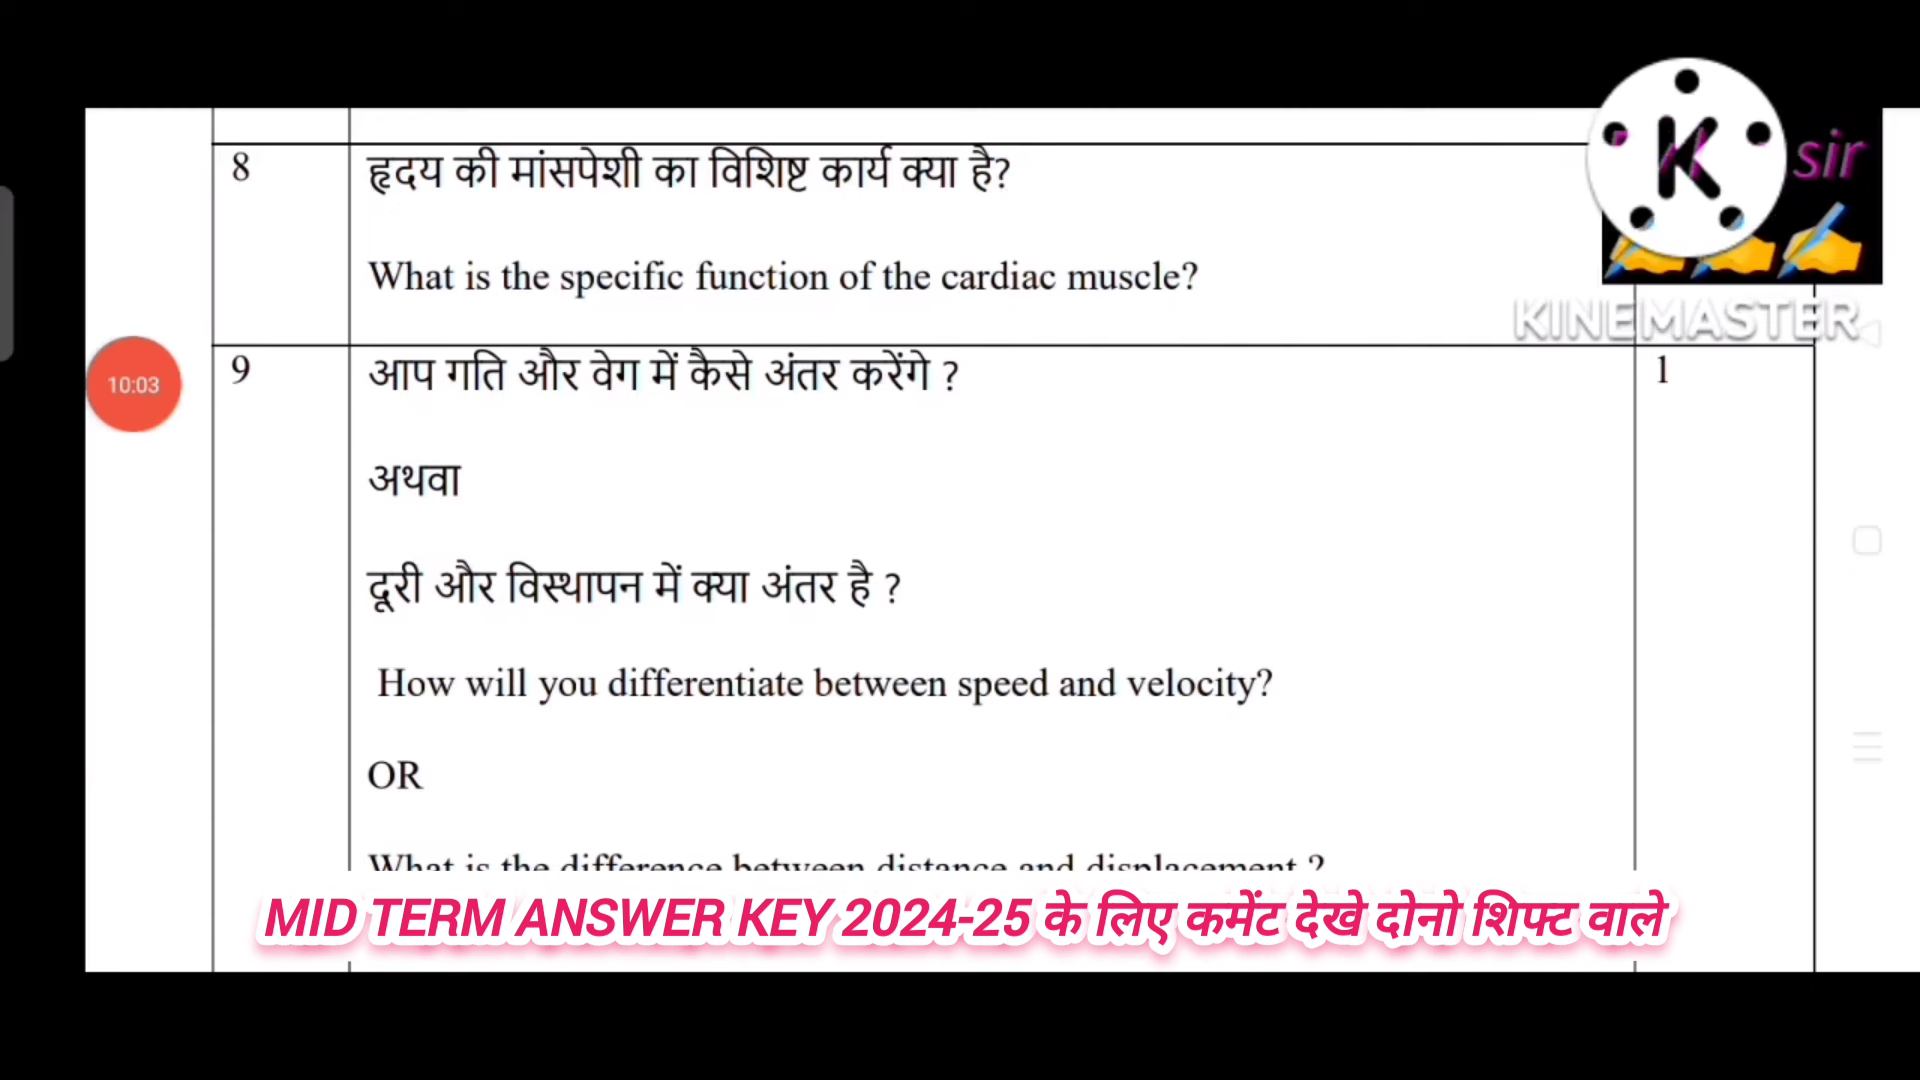 8
हृदय की मांसपेशी का विशिष्ट कार्य क्या है?
What is the specific function of the cardiac muscle?
K sir
KINEMASTER
9
आप गति और वेग में कैसे अंतर करेंगे ?
1
10:03
अथवा
दूरी और विस्थापन में क्या अंतर है ?
How will you differentiate between speed and velocity?
OR
What is the difference between distance and displacement ?
MID TERM ANSWER KEY 2024-25 के लिए कमेंट देखे दोनो शिफ्ट वाले